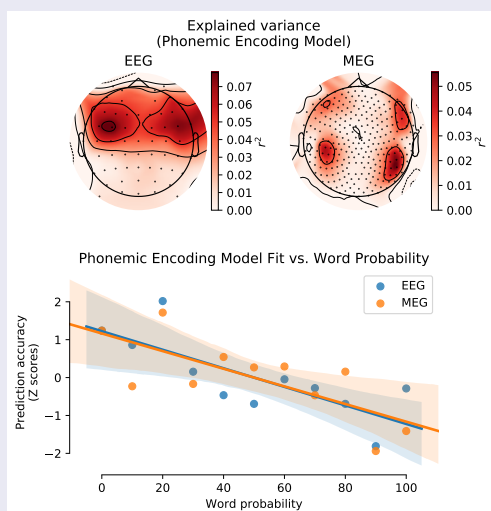 Explained variance
(Phonemic Encoding Model)
EEG
MEG
0.07
0.06
0.05
0.04
0.03
0.02
0.01
0.00
r²
0.05
0.04
0.03
0.02
0.01
0.00
r²
Phonemic Encoding Model Fit vs. Word Probability
EEG
MEG
Prediction accuracy
(Z scores)
2
1
0
−1
−2
0 20 40 60 80 100
Word probability